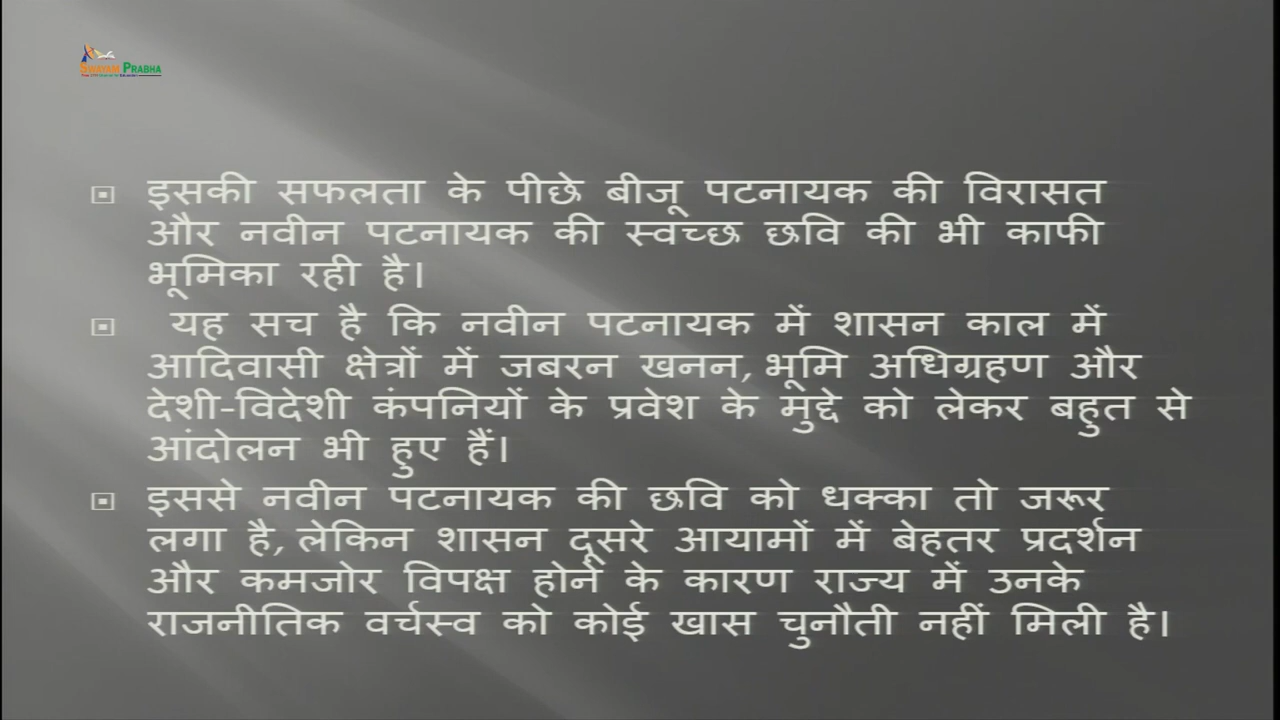 SWAYAM PRABHA
इसकी सफलता के पीछे बीजू पटनायक की विरासत
और नवीन पटनायक की स्वच्छ छवि की भी काफी
भूमिका रही है।
यह सच है कि नवीन पटनायक में शासन काल में
आदिवासी क्षेत्रों में जबरन खनन, भूमि अधिग्रहण और
देशी-विदेशी कंपनियों के प्रवेश के मुद्दे को लेकर बहुत से
आंदोलन भी हुए हैं।
इससे नवीन पटनायक की छवि को धक्का तो जरूर
लगा है, लेकिन शासन दूसरे आयामों में बेहतर प्रदर्शन
और कमजोर विपक्ष होने के कारण राज्य में उनके
राजनीतिक वर्चस्व को कोई खास चुनौती नहीं मिली है।